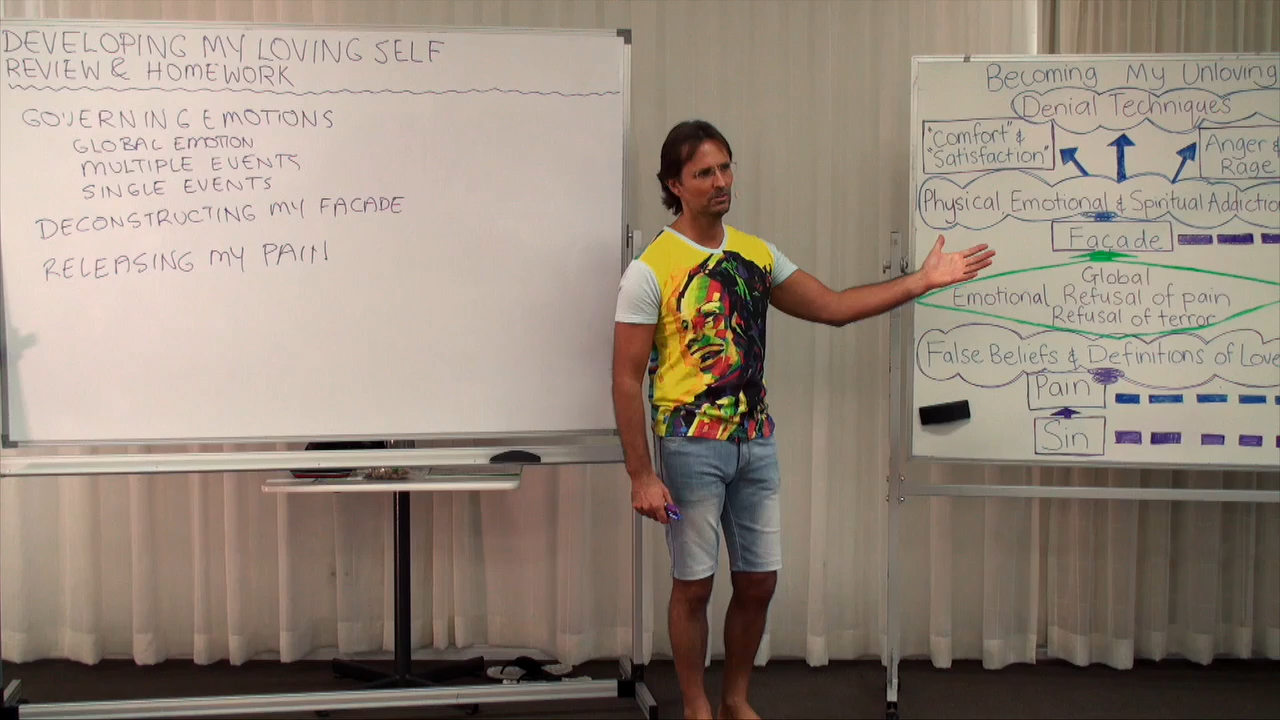 DEVELOPING MY LOVING SELF
REVIEW & HOMEWORK
GOVERNING EMOTIONS
GLOBAL EMOTION
MULTIPLE EVENTS
SINGLE EVENTS
DECONSTRUCTING MY FACADE
RELEASING MY PAIN
Becoming My Unloving
Denial Techniques
"Comfort" &
"Satisfaction"
Anger &
Rage
Physical Emotional & Spiritual Addiction
Façade
Global
Emotional Refusal of pain
Refusal of terror
False Beliefs & Definitions of Love
Pain
Sin